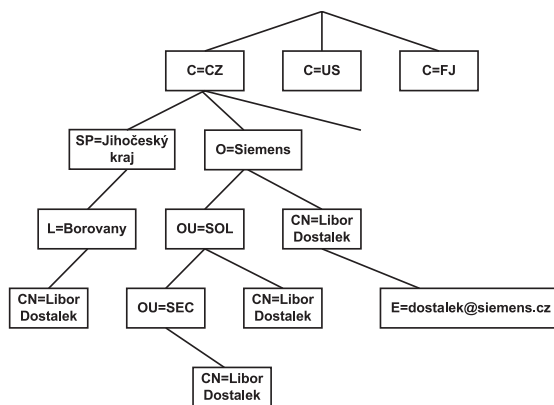 C=CZ
C=US
C=FJ
SP=Jihočeský
kraj
O=Siemens
L=Borovany
OU=SOL
CN=Libor
Dostalek
CN=Libor
Dostalek
OU=SEC
CN=Libor
Dostalek
E=dostalek@siemens.cz
CN=Libor
Dostalek